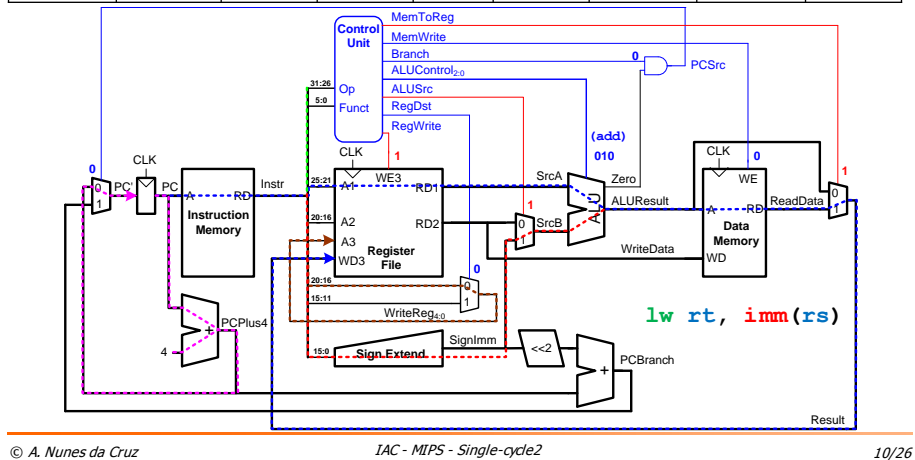 MemToReg
Control
Unit
MemWrite
Branch
0
PCSrc
ALUControl2:0
31:26
Op
ALUSrc
5:0
Funct
RegDst
RegWrite
(add)
010
CLK
1
CLK
CLK
0
1
0
0
1
PC'
PC
A
RD
Instr
25:21
A1
WE3
RD1
SrcA
Zero
WE
0
1
Instruction
Memory
20:16
A2
RD2
1
0
1
SrcB
ALU
ALUResult
A
RD
ReadData
Data
Memory
A3
Register
File
WD3
WriteData
WD
20:16
0
0
1
15:11
WriteReg4:0
lw rt, imm(rs)
+
PCPlus4
4
15:0
Sign Extend
SignImm
<<2
+
PCBranch
Result
© A. Nunes da Cruz
IAC - MIPS - Single-cycle2
10/26